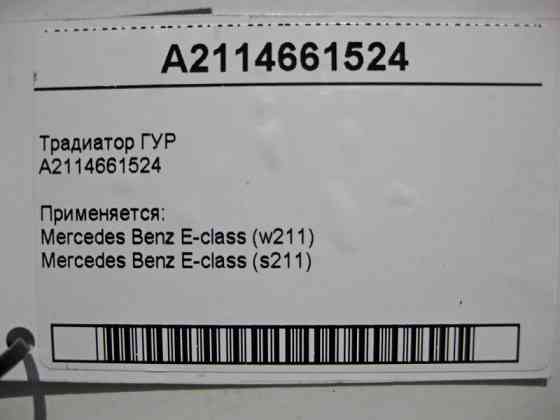 A2114661524
Традиатор ГУР
A2114661524
Применяется:
Mercedes Benz E-class (w211)
Mercedes Benz E-class (s211)